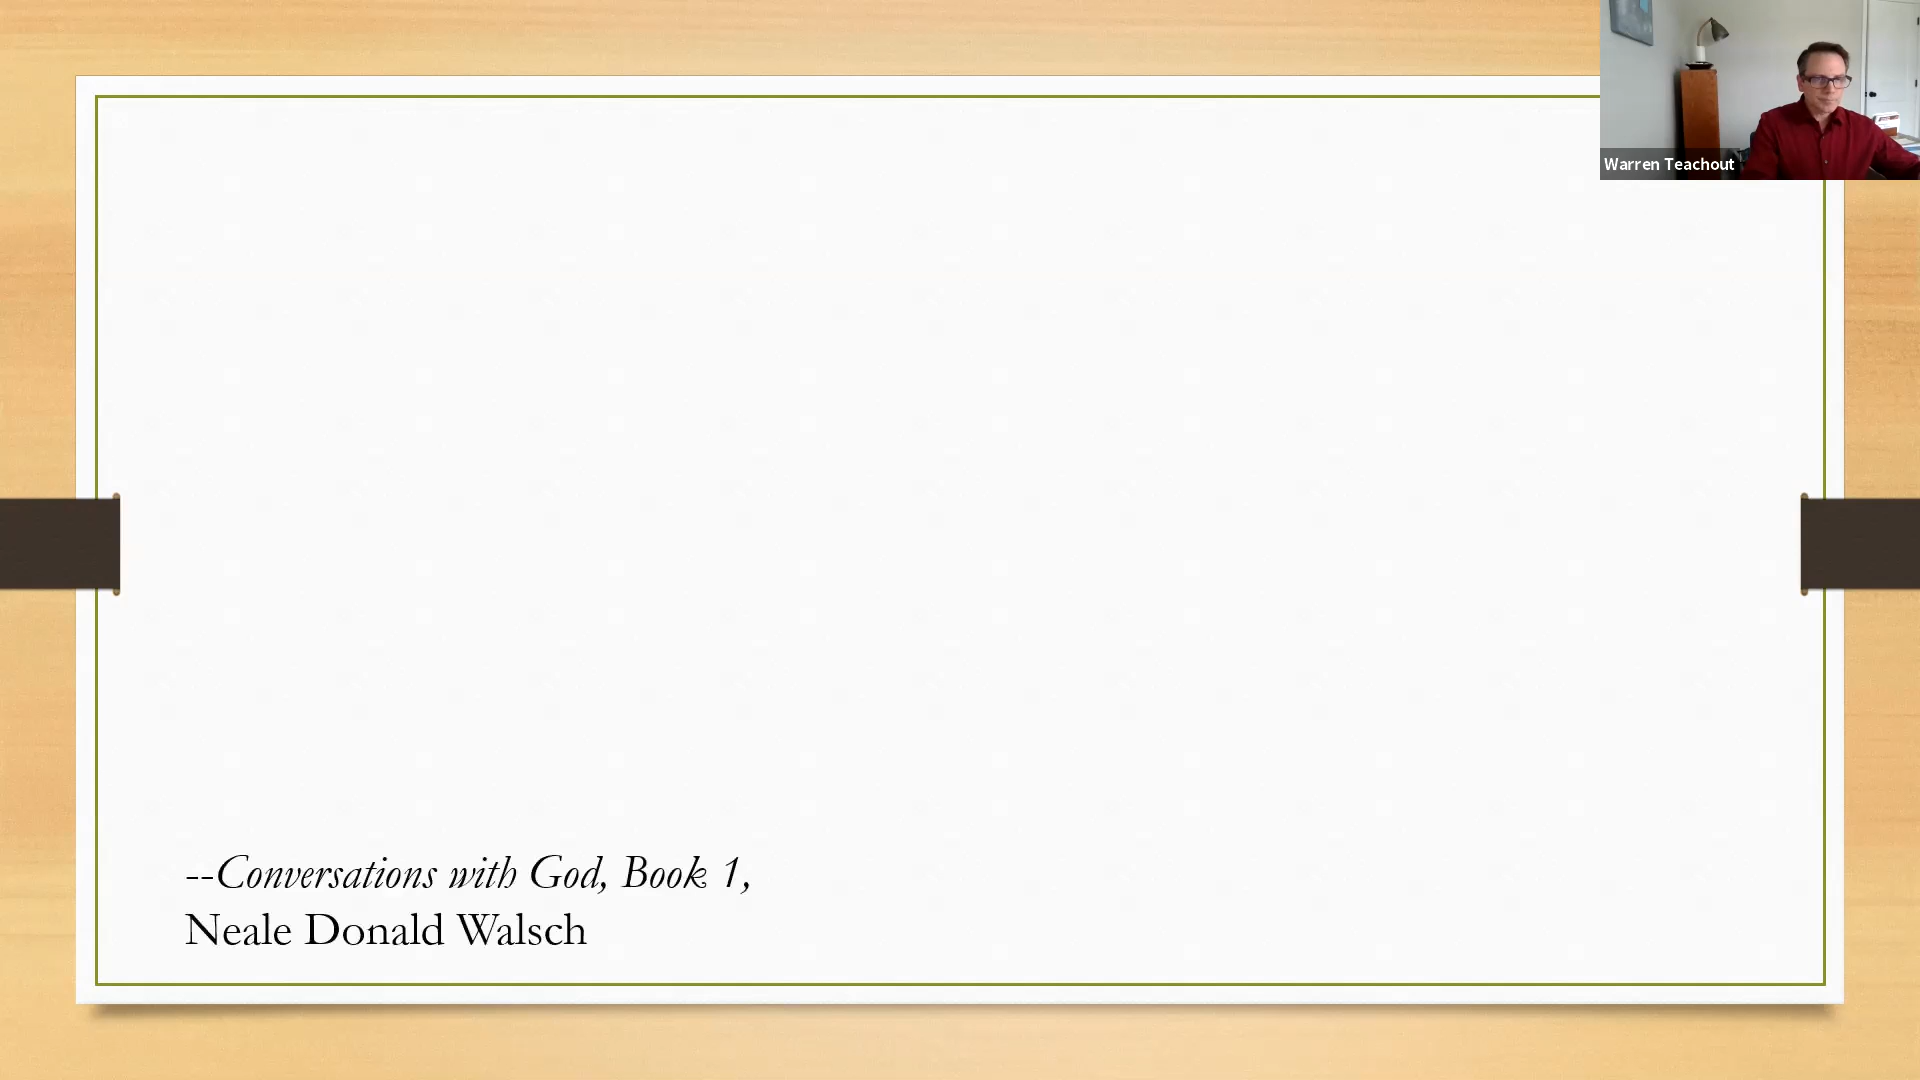 Warren Teachout
--Conversations with God, Book 1,
Neale Donald Walsch